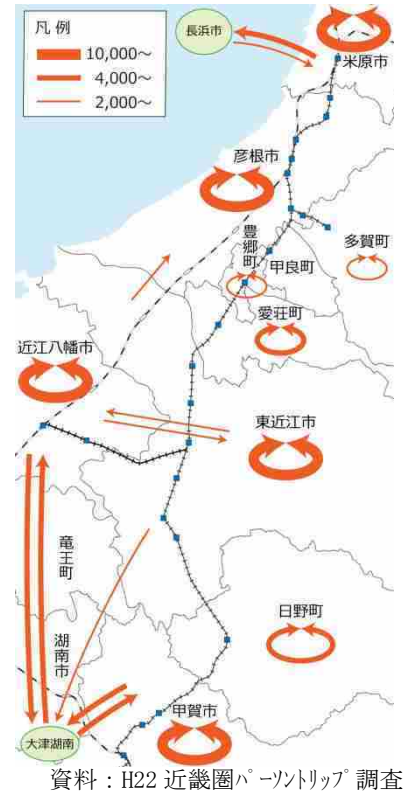 凡例
10,000～
4,000～
2,000～
長浜市
米原市
彦根市
豊郷町
甲良町
多賀町
愛荘町
近江八幡市
東近江市
竜王町
湖南市
日野町
大津湖南
甲賀市
資料：H22 近畿圏ﾊﾟｰｿﾝﾄﾘｯﾌﾟ調査